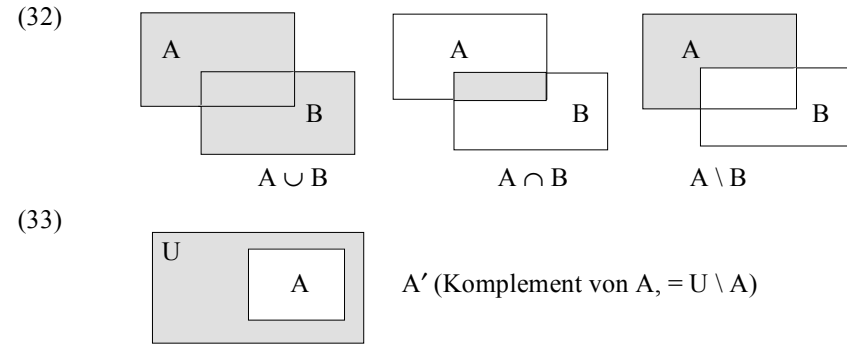 (32)
A A A
B B B
A ∪ B A ∩ B A \ B
(33)
U
A A′ (Komplement von A, = U \ A)